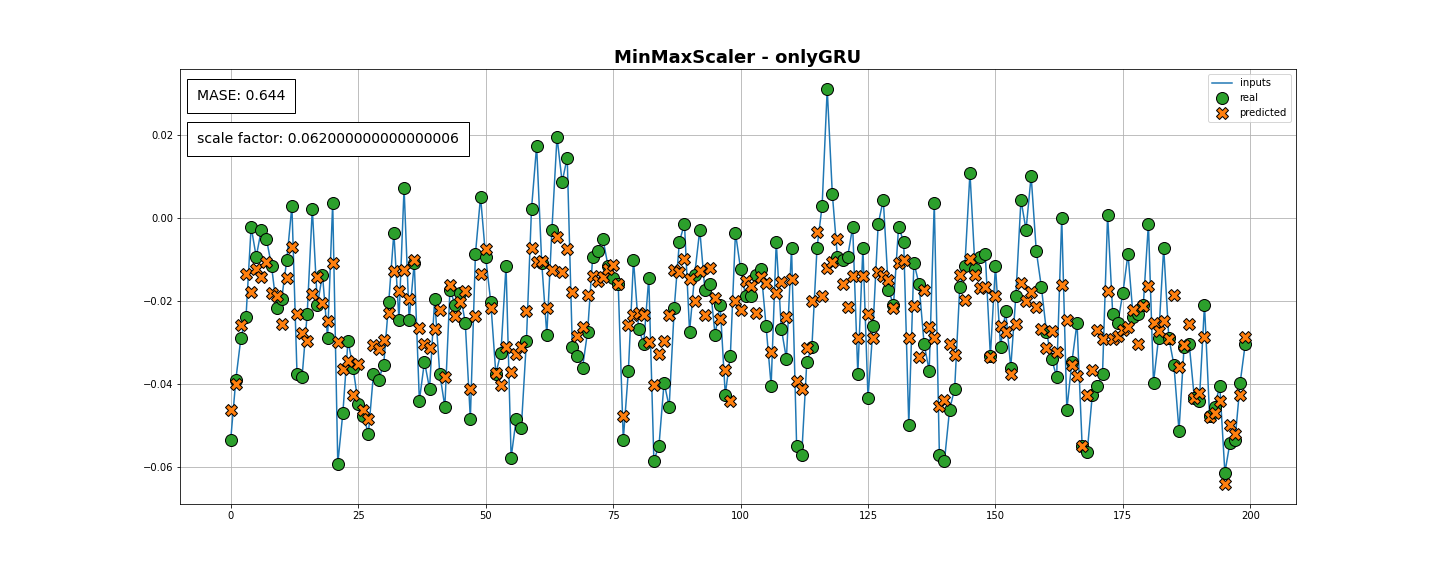 MinMaxScaler - onlyGRU
MASE: 0.644
scale factor: 0.062000000000000006
inputs
real
predicted
0.02
0.00
−0.02
−0.04
−0.06
0 25 50 75 100 125 150 175 200